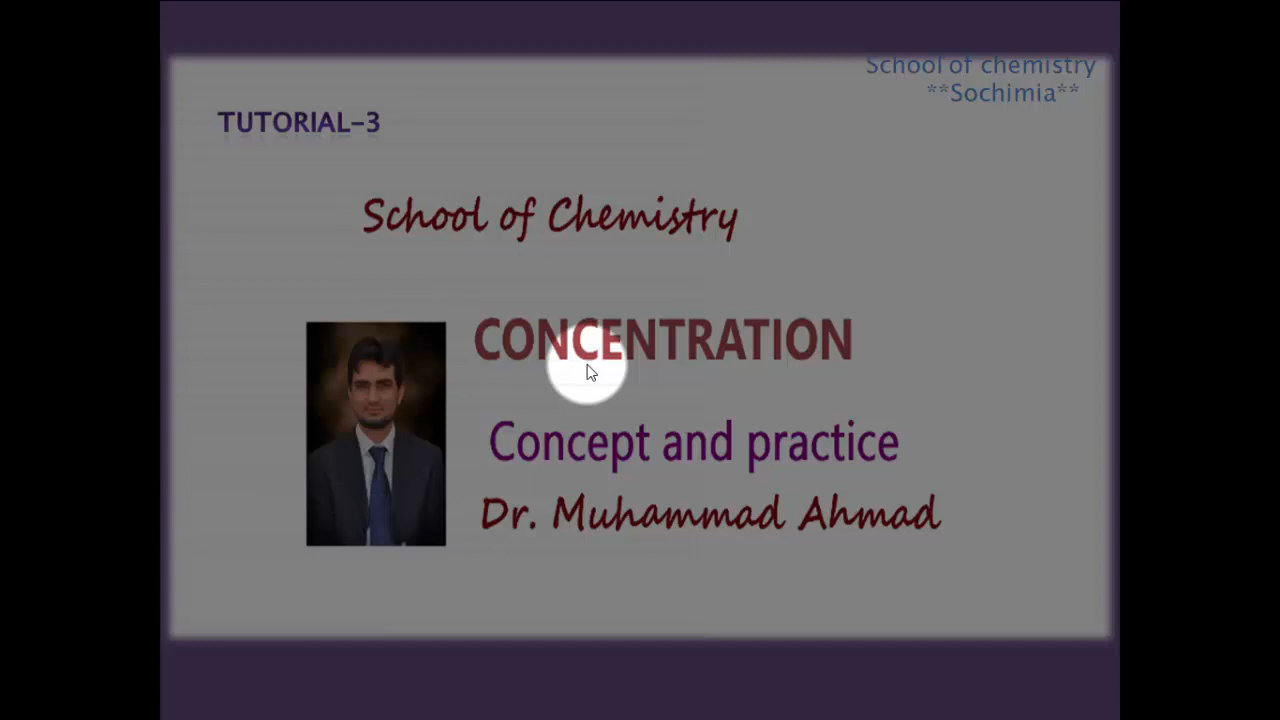 School of chemistry
**Sochimia**
TUTORIAL-3
School of Chemistry
CONCENTRATION
Concept and practice
Dr. Muhammad Ahmad